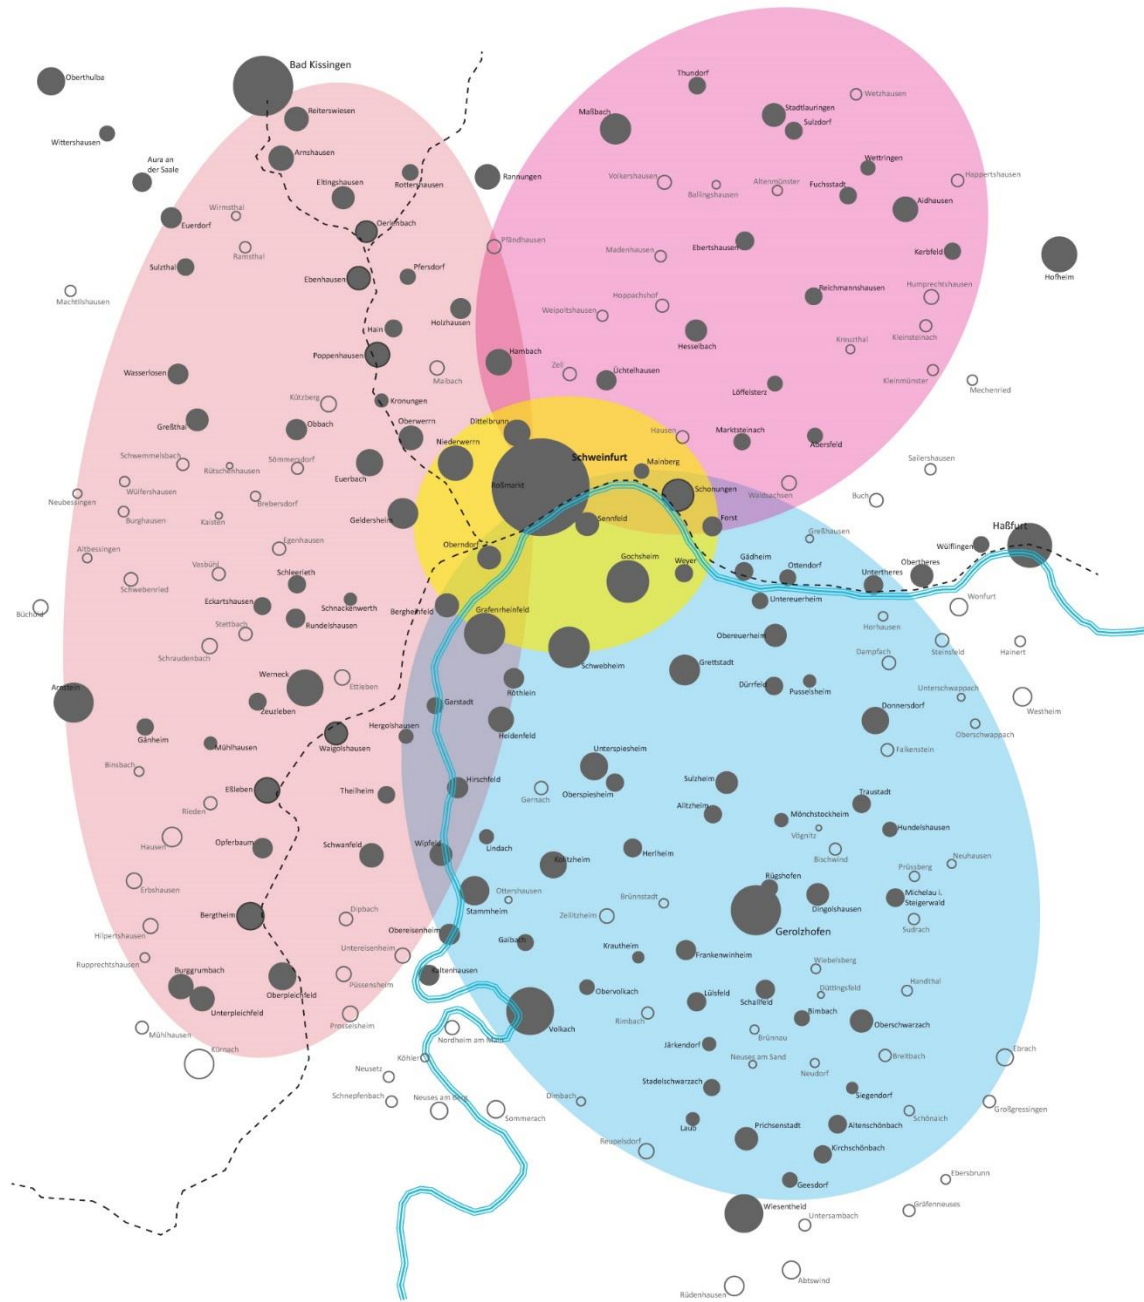 Bad Kissingen
Oberthulba
Reiterswiesen
Wittershausen
Aura an
der Saale
Arnshausen
Eltingshausen
Rottershausen
Rannungen
Wirmsthal
Euerdorf
Oerlenbach
Ramsthal
Pfändhausen
Sulzthal
Ebenhausen
Pfersdorf
Machtilshausen
Holzhausen
Hain
Poppenhausen
Hambach
Wasserlosen
Maibach
Kützberg
Kronungen
Greßthal
Obbach
Oberwerrn
Dittelbrunn
Niederwerrn
Schwemmelsbach
Rütschenhausen
Sömmersdorf
Euerbach
Neubessingen
Wülfershausen
Brebersdorf
Burghausen
Kaisten
Geldersheim
Egenhausen
Altbessingen
Vasbühl
Schwebenried
Schleerieth
Büchold
Eckartshausen
Schnackenwerth
Rundelshausen
Stettbach
Schraudenbach
Werneck
Ettleben
Arnstein
Zeuzleben
Gänheim
Mühlhausen
Waigolshausen
Hergolshausen
Binsbach
Eßleben
Theilheim
Rieden
Hausen
Opferbaum
Schwanfeld
Erbshausen
Bergtheim
Dipbach
Hilpertshausen
Untereisenheim
Rupprechtshausen
Burggrumbach
Oberpleichfeld
Püssensheim
Unterpleichfeld
Prosselsheim
Mühlhausen
Kürnach
Thundorf
Wetzhausen
Maßbach
Stadtlauringen
Sulzdorf
Wettringen
Volkershausen
Ballingshausen
Altenmünster
Fuchsstadt
Happertshausen
Aidhausen
Madenhausen
Ebertshausen
Kerbfeld
Hofheim
Hoppachshof
Reichmannshausen
Humprechtshausen
Weipoltshausen
Hesselbach
Kreuzthal
Kleinsteinach
Zell
Üchtelhausen
Löffelsterz
Kleinmünster
Mechenried
Hausen
Marktsteinach
Abersfeld
Schweinfurt
Mainberg
Sailershausen
Roßmarkt
Schonungen
Waldsachsen
Buch
Sennfeld
Forst
Greßhausen
Haßfurt
Oberndorf
Wülflingen
Gochsheim
Weyer
Gädheim
Ottendorf
Untertheres
Obertheres
Bergrheinfeld
Grafenrheinfeld
Untereuerheim
Wonfurt
Horhausen
Obereuerheim
Schwebheim
Dampfach
Steinsfeld
Hainert
Grettstadt
Röthlein
Dürrfeld
Pusselsheim
Unterschwappach
Westheim
Garstadt
Heidenfeld
Donnersdorf
Oberschwappach
Falkenstein
Unterspiesheim
Hirschfeld
Gernach
Oberspiesheim
Sulzheim
Alitzheim
Traustadt
Mönchstockheim
Vögnitz
Hundelshausen
Wipfeld
Lindach
Kolitzheim
Herlheim
Bischwind
Neuhausen
Prüssberg
Stammheim
Ottershausen
Rügshofen
Brünnstadt
Dingolshausen
Michelau i.
Steigerwald
Zeilitzheim
Gerolzhofen
Sudrach
Obereisenheim
Gaibach
Krautheim
Frankenwinheim
Wiebelsberg
Kaltenhausen
Obervolkach
Lülsfeld
Schallfeld
Düttingsfeld
Handthal
Volkach
Rimbach
Bimbach
Oberschwarzach
Nordheim am Main
Järkendorf
Brünnau
Köhler
Neusetz
Neuses am Sand
Neudorf
Breitbach
Ebrach
Schnepfenbach
Neuses am Berg
Sommerach
Dimbach
Stadelschwarzach
Siegendorf
Schönaich
Großgressingen
Laub
Altenschönbach
Reupelsdorf
Prichsenstadt
Kirchschönbach
Geesdorf
Ebersbrunn
Wiesentheid
Untersambach
Gräfenneuses
Rüdenhausen
Abtswind